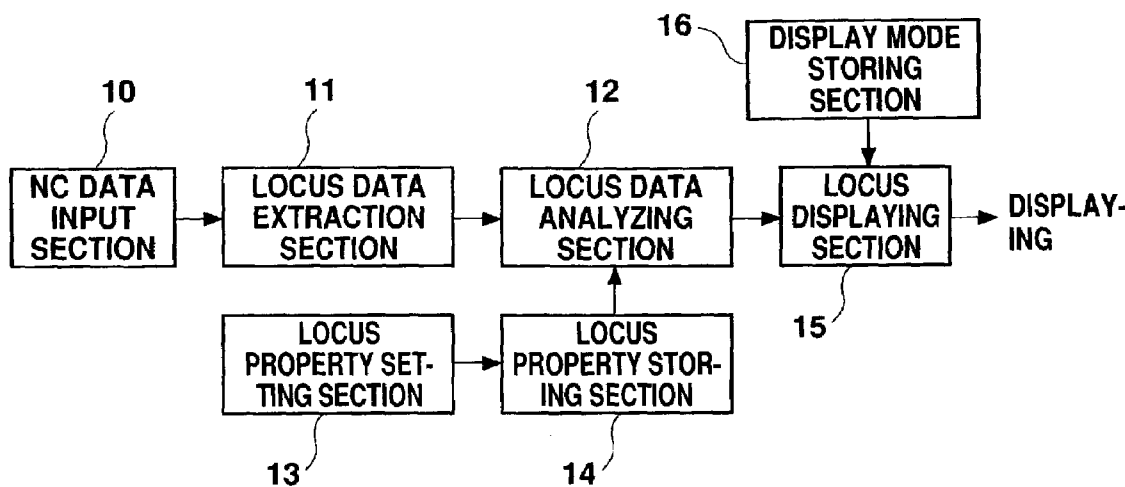 16
DISPLAY MODE
STORING
SECTION
10
11
12
NC DATA
INPUT
SECTION
LOCUS DATA
EXTRACTION
SECTION
LOCUS DATA
ANALYZING
SECTION
LOCUS
DISPLAYING
SECTION
DISPLAY-
ING
15
LOCUS
PROPERTY SET-
TING SECTION
LOCUS
PROPERTY STOR-
ING SECTION
13
14